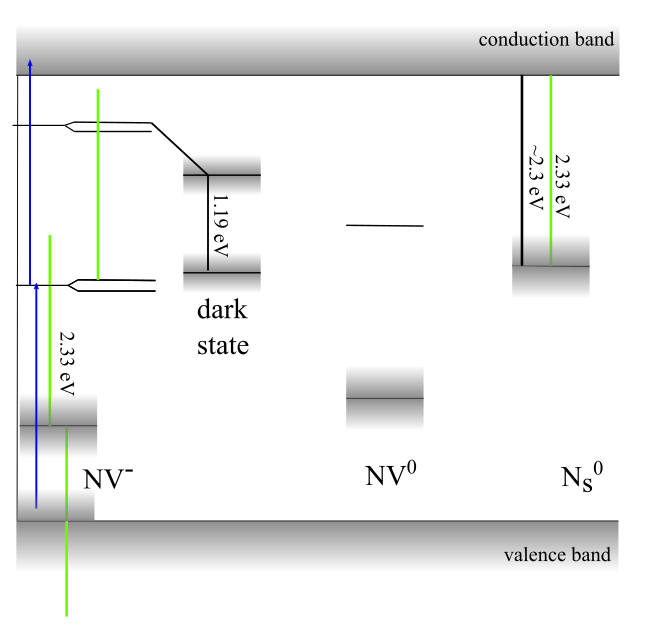 conduction band
1.19 eV
~2.3 eV
2.33 eV
dark
state
2.33 eV
NV⁻
NV⁰
Nₛ⁰
valence band